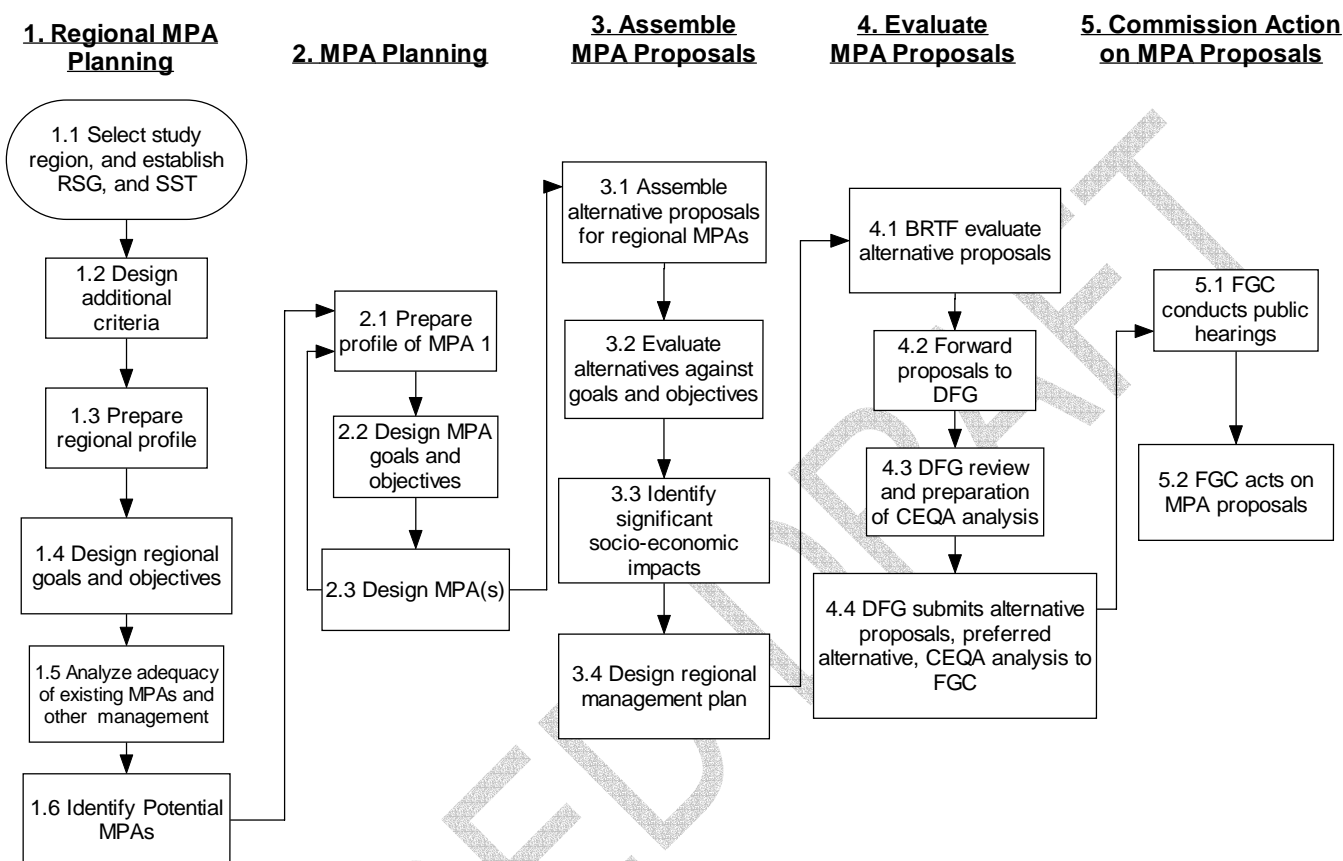 1. Regional MPA
Planning
1.1 Select study
region, and establish
RSG, and SST
1.2 Design
additional
criteria
1.3 Prepare
regional profile
1.4 Design regional
goals and objectives
1.5 Analyze adequacy
of existing MPAs and
other management
1.6 Identify Potential
MPAs
2. MPA Planning
2.1 Prepare
profile of MPA 1
2.2 Design MPA
goals and
objectives
2.3 Design MPA(s)
3. Assemble
MPA Proposals
3.1 Assemble
alternative proposals
for regional MPAs
3.2 Evaluate
alternatives against
goals and objectives
3.3 Identify
significant
socio-economic
impacts
3.4 Design regional
management plan
4. Evaluate
MPA Proposals
4.1 BRTF evaluate
alternative proposals
4.2 Forward
proposals to
DFG
4.3 DFG review
and preparation
of CEQA analysis
4.4 DFG submits alternative
proposals, preferred
alternative, CEQA analysis to
FGC
5. Commission Action
on MPA Proposals
5.1 FGC
conducts public
hearings
5.2 FGC acts on
MPA proposals
ED DRAFT